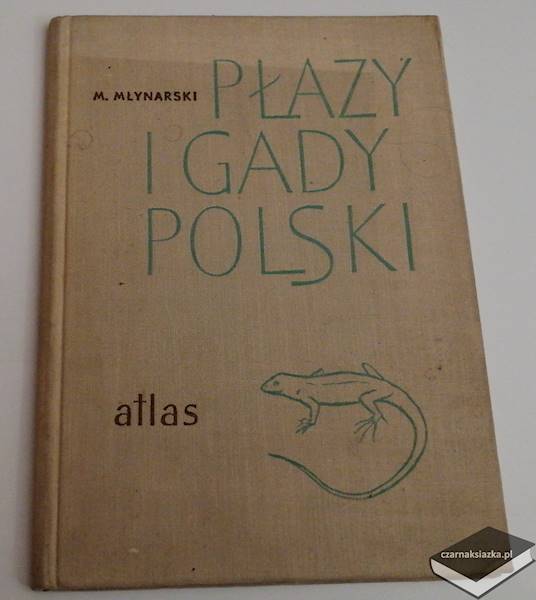 M. MŁYNARSKI
PŁAZY
I GADY
POLSKI
atlas
czarnaksiazka.pl